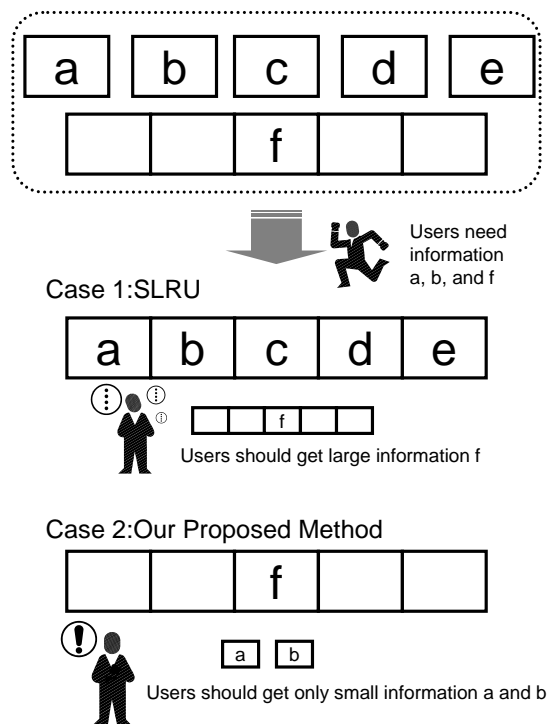 a b c d e
f
Users need
information
a, b, and f
Case 1:SLRU
a b c d e
f
Users should get large information f
Case 2:Our Proposed Method
f
!
a b
Users should get only small information a and b